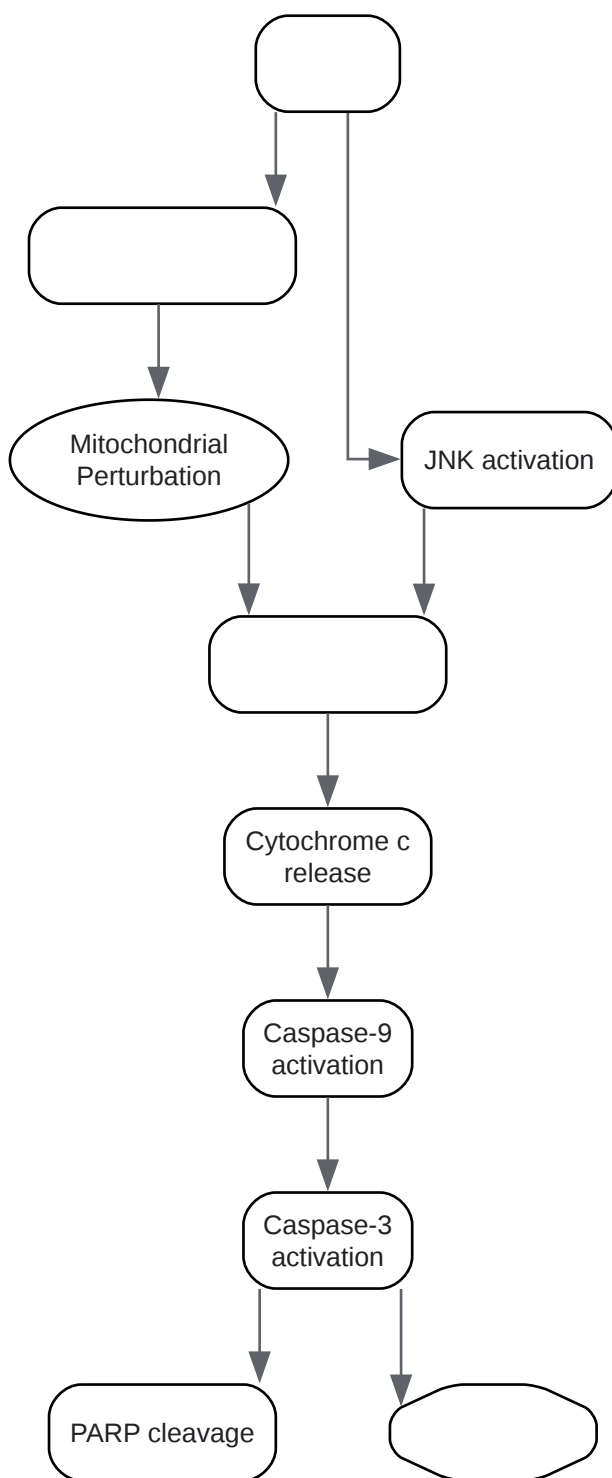 Mitochondrial
Perturbation
JNK activation
Cytochrome c
release
Caspase-9
activation
Caspase-3
activation
PARP cleavage